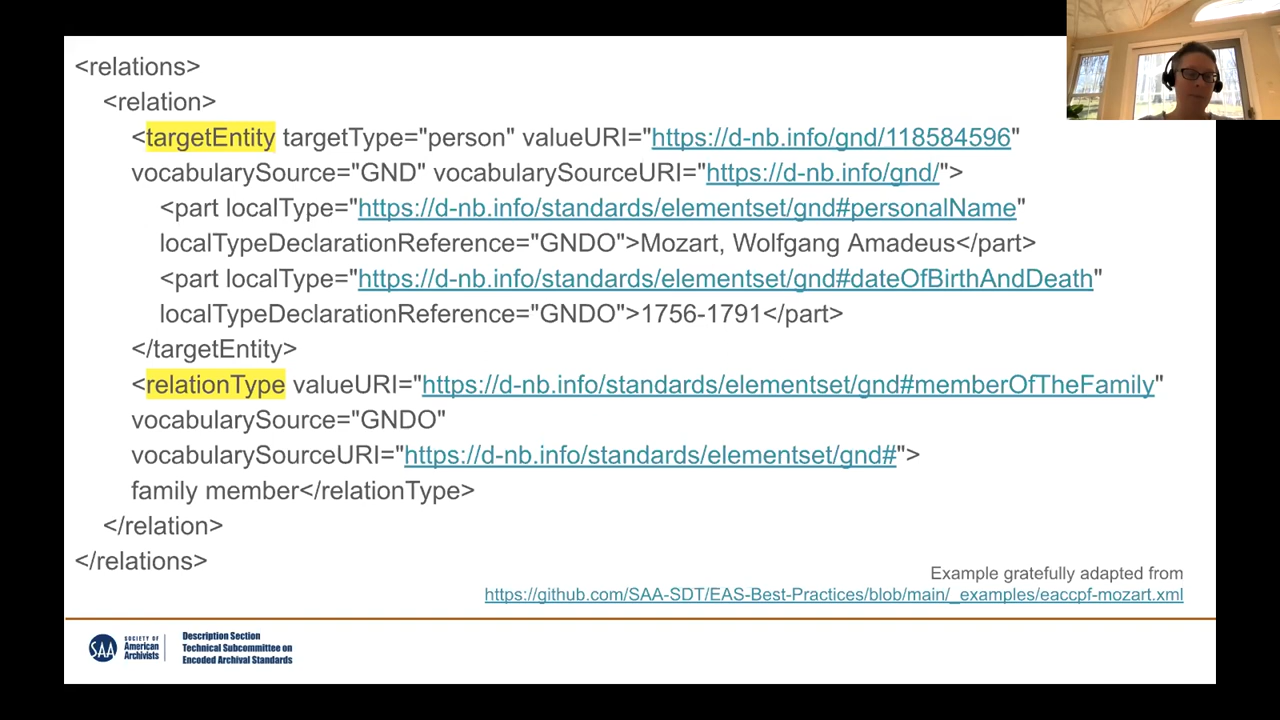 <relations>
<relation>
<targetEntity targetType="person" valueURI="https://d-nb.info/gnd/118584596"
vocabularySource="GND" vocabularySourceURI="https://d-nb.info/gnd/">
<part localType="https://d-nb.info/standards/elementset/gnd#personalName"
localTypeDeclarationReference="GNDO">Mozart, Wolfgang Amadeus</part>
<part localType="https://d-nb.info/standards/elementset/gnd#dateOfBirthAndDeath"
localTypeDeclarationReference="GNDO">1756-1791</part>
</targetEntity>
<relationType valueURI="https://d-nb.info/standards/elementset/gnd#memberOfTheFamily"
vocabularySource="GNDO"
vocabularySourceURI="https://d-nb.info/standards/elementset/gnd#">
family member</relationType>
</relation>
</relations>
Example gratefully adapted from
https://github.com/SAA-SDT/EAS-Best-Practices/blob/main/_examples/eaccpf-mozart.xml
SAA
SOCIETY OF
American
Archivists
Description Section
Technical Subcommittee on
Encoded Archival Standards